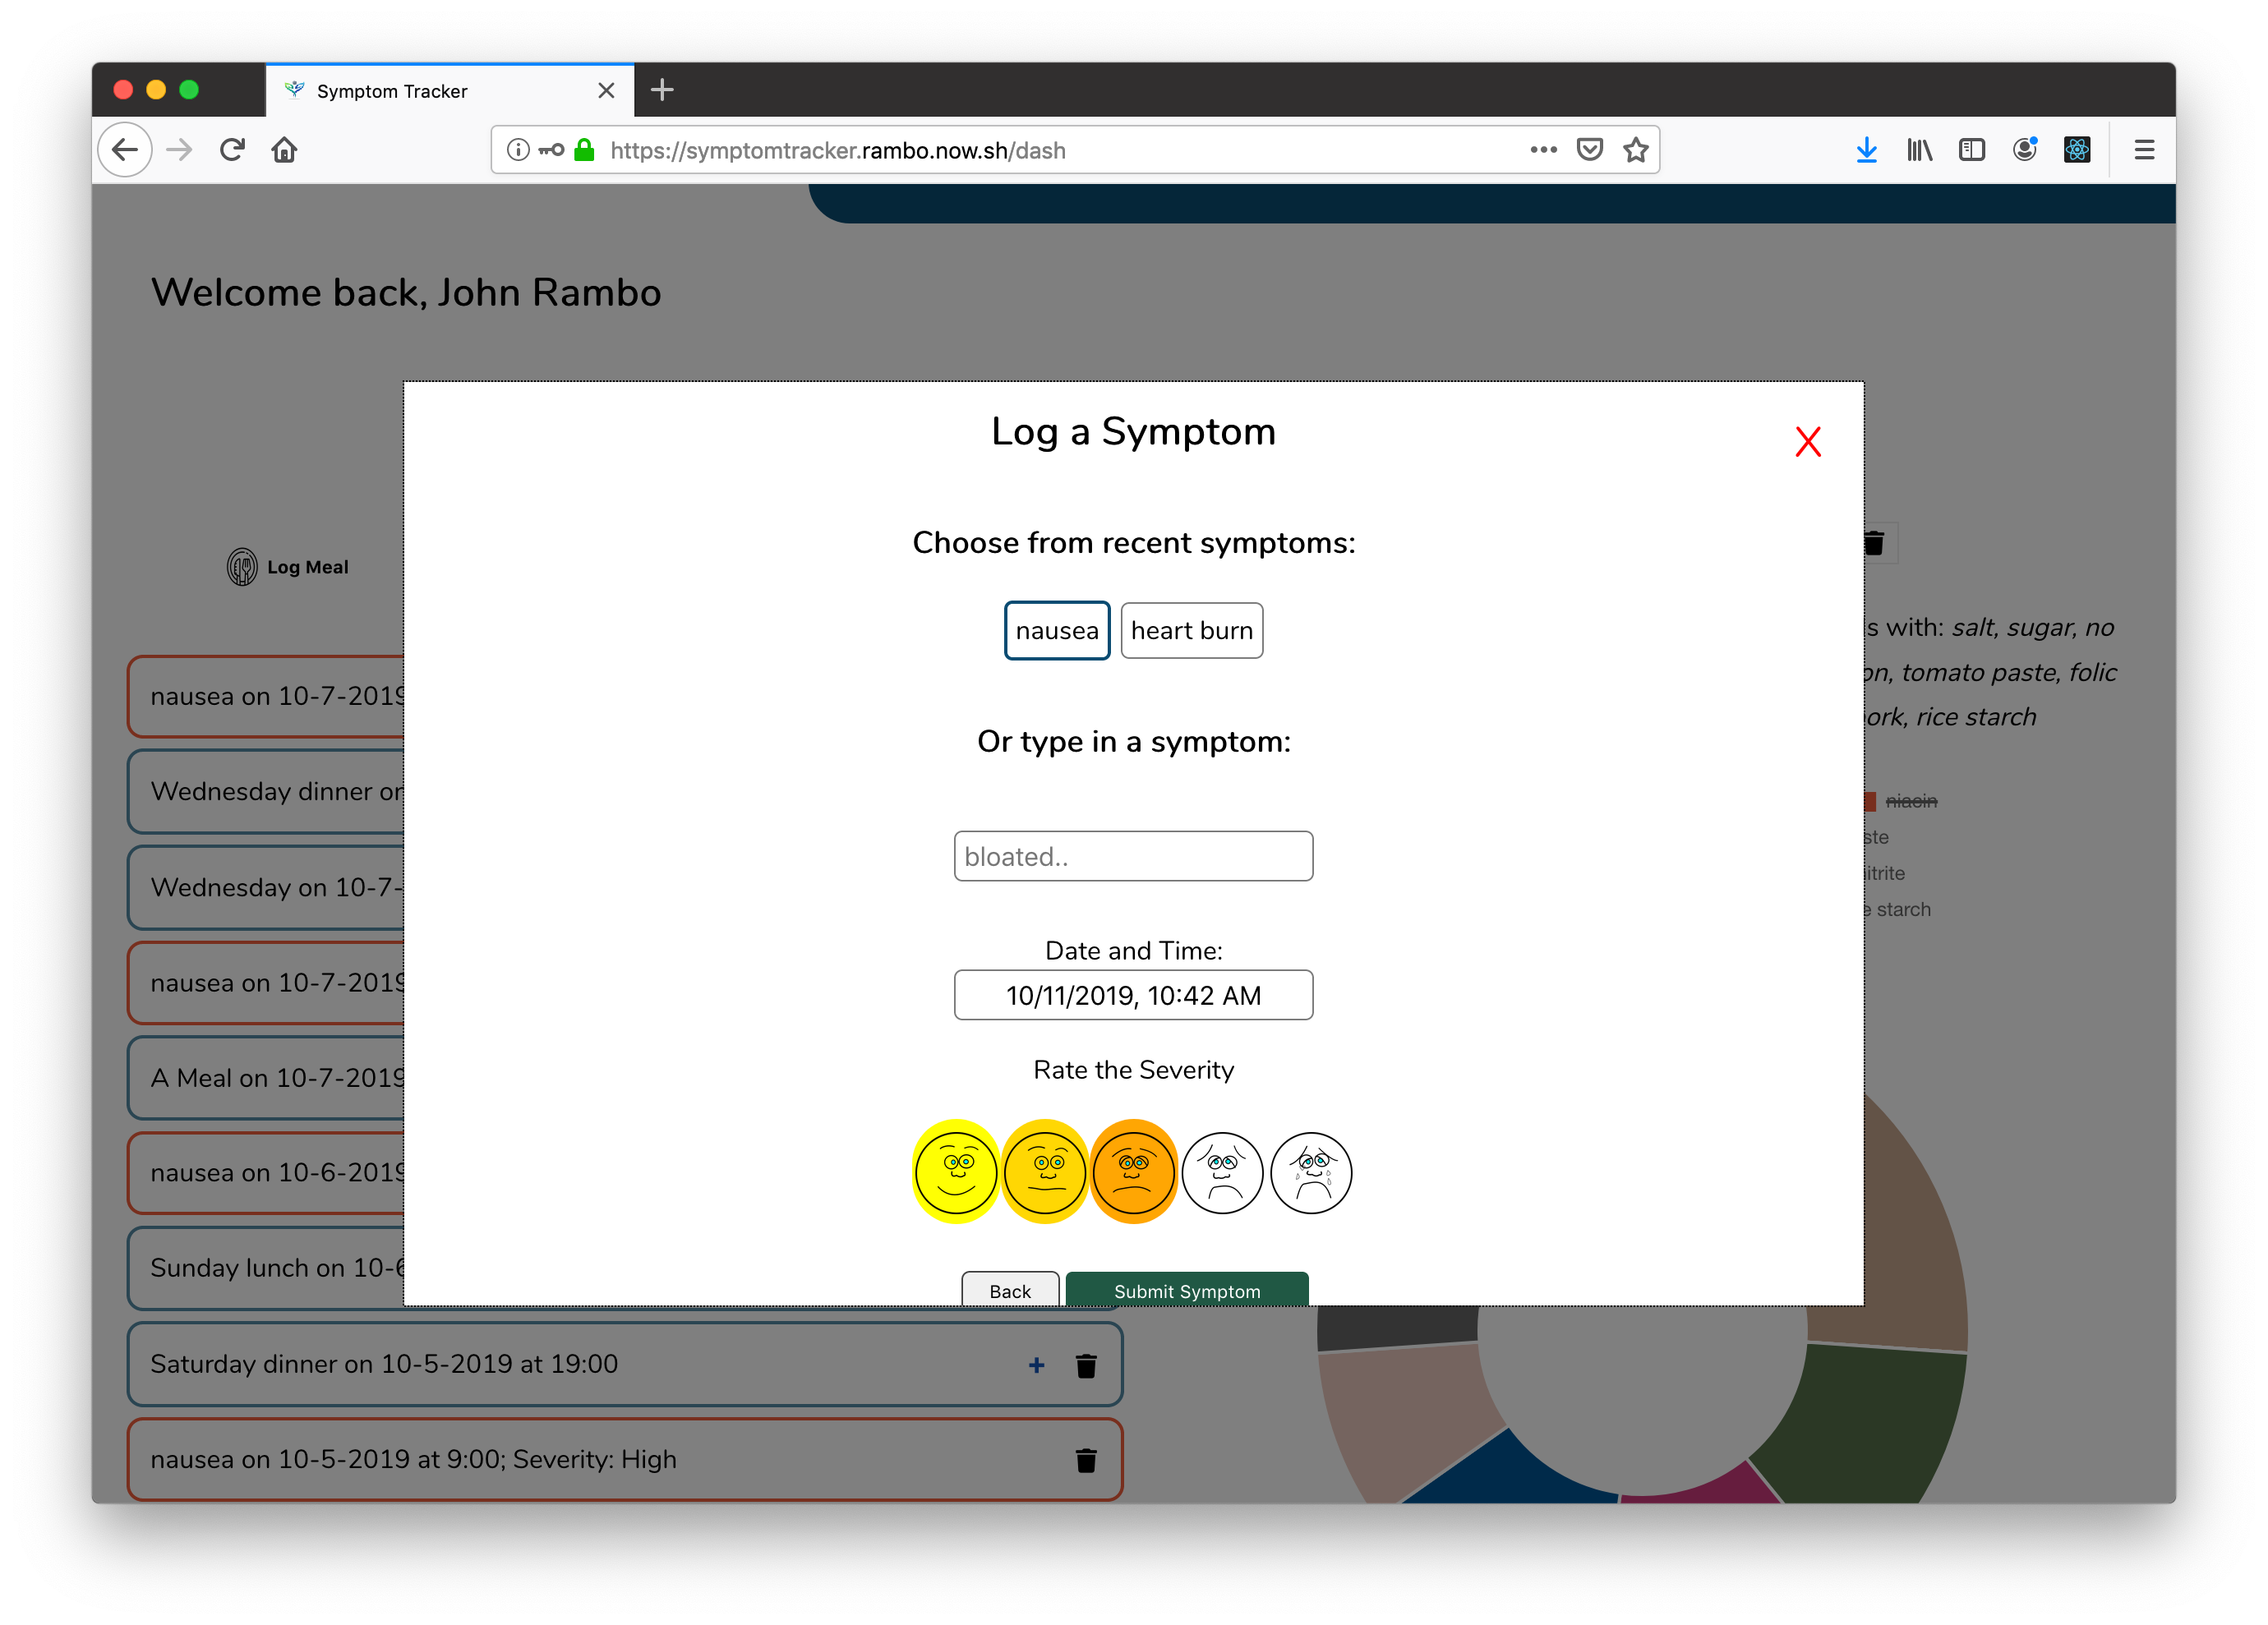 Symptom Tracker
https://symptomtracker.rambo.now.sh/dash
Welcome back, John Rambo
Log a Symptom
X
Choose from recent symptoms:
nausea
heart burn
Or type in a symptom:
bloated..
Date and Time:
10/11/2019, 10:42 AM
Rate the Severity
Back
Submit Symptom
Log Meal
nausea on 10-7-2019
Wednesday dinner on
Wednesday on 10-7-
nausea on 10-7-2019
A Meal on 10-7-2019
nausea on 10-6-2019
Sunday lunch on 10-6
Saturday dinner on 10-5-2019 at 19:00
+
nausea on 10-5-2019 at 9:00; Severity: High
s with: salt, sugar, no
on, tomato paste, folic
ork, rice starch
niacin
ste
itrite
e starch